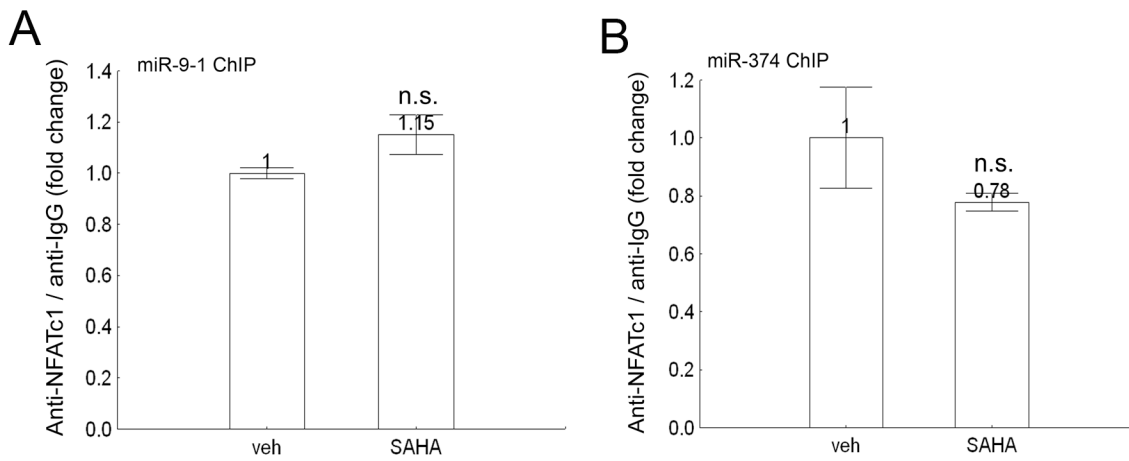 A
miR-9-1 ChIP
Anti-NFATc1 / anti-IgG (fold change)
1.4
1.2
1.0
0.8
0.6
0.4
0.2
0.0
1
n.s.
1.15
veh
SAHA
B
miR-374 ChIP
Anti-NFATc1 / anti-IgG (fold change)
1.2
1.0
0.8
0.6
0.4
0.2
0.0
1
n.s.
0.78
veh
SAHA